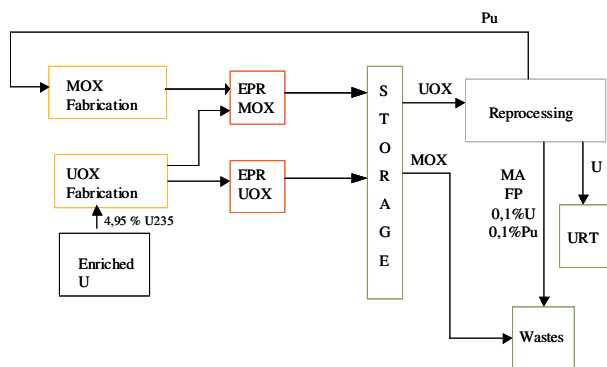 Pu
MOX
Fabrication
EPR
MOX
S
T
O
R
A
G
E
UOX
Reprocessing
UOX
Fabrication
EPR
UOX
MOX
MA
FP
0,1%U
0,1%Pu
U
URT
4,95 % U235
Enriched
U
Wastes